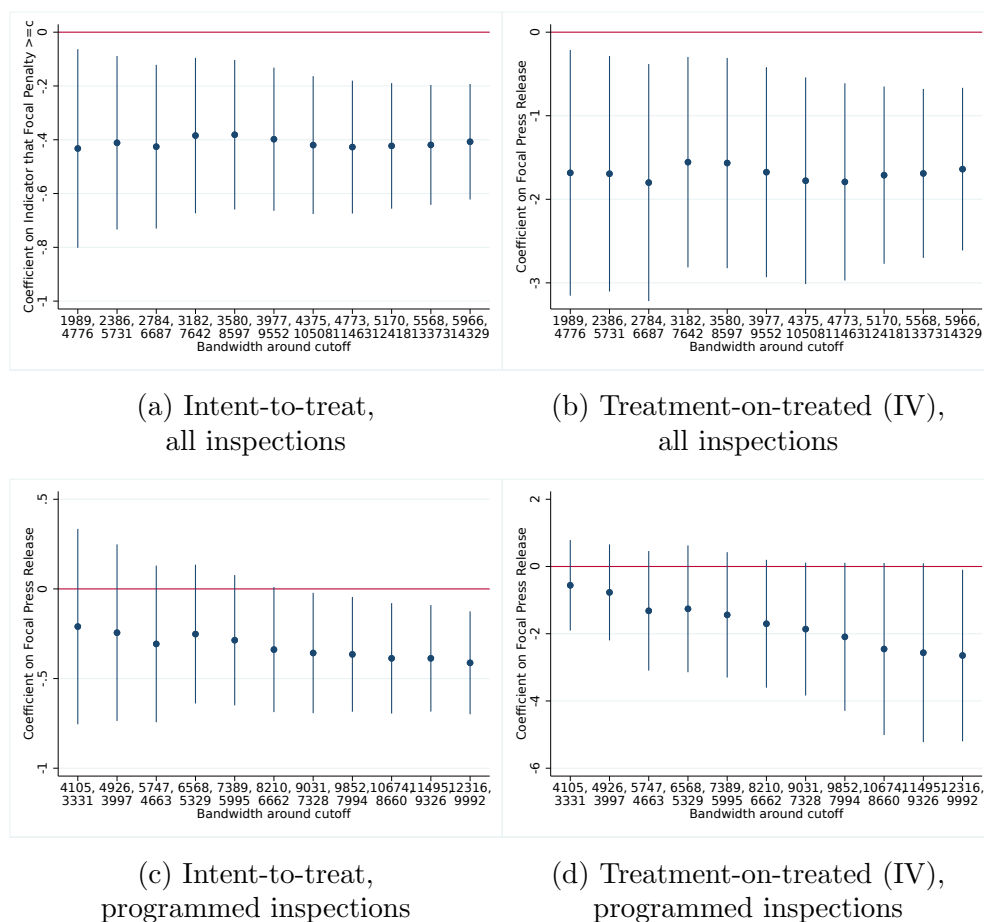 Coefficient on Indicator that Focal Penalty >=c
0
-.2
-.4
-.6
-.8
-1
1989, 2386, 2784, 3182, 3580, 3977, 4375, 4773, 5170, 5568, 5966,
4776 5731 6687 7642 8597 9552 10508 11463 12418 13373 14329
Bandwidth around cutoff
(a) Intent-to-treat,
all inspections
Coefficient on Focal Press Release
0
-1
-2
-3
1989, 2386, 2784, 3182, 3580, 3977, 4375, 4773, 5170, 5568, 5966,
4776 5731 6687 7642 8597 9552 10508 11463 12418 13373 14329
Bandwidth around cutoff
(b) Treatment-on-treated (IV),
all inspections
Coefficient on Focal Press Release
.5
0
-.5
-1
4105, 4926, 5747, 6568, 7389, 8210, 9031, 9852, 10674, 11495, 12316,
3331 3997 4663 5329 5995 6662 7328 7994 8660 9326 9992
Bandwidth around cutoff
(c) Intent-to-treat,
programmed inspections
Coefficient on Focal Press Release
2
0
-2
-4
-6
4105, 4926, 5747, 6568, 7389, 8210, 9031, 9852, 10674, 11495, 12316,
3331 3997 4663 5329 5995 6662 7328 7994 8660 9326 9992
Bandwidth around cutoff
(d) Treatment-on-treated (IV),
programmed inspections